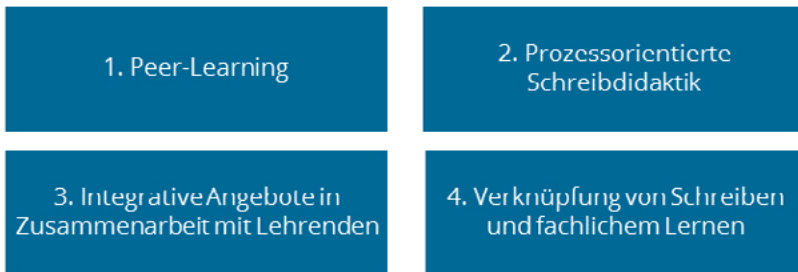 1. Peer-Learning
2. Prozessorientierte
Schreibdidaktik
3. Integrative Angebote in
Zusammenarbeit mit Lehrenden
4. Verknüpfung von Schreiben
und fachlichem Lernen